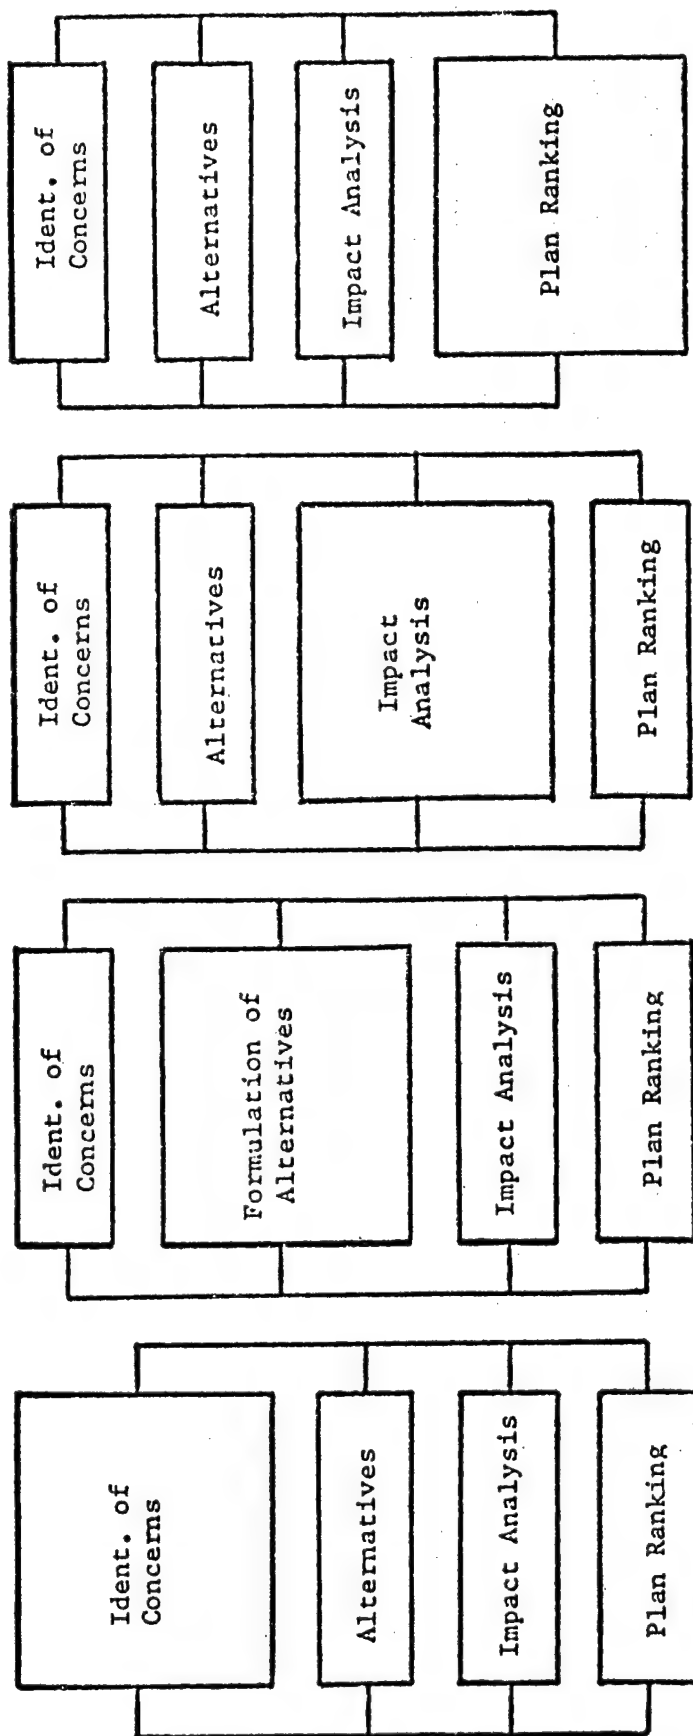 Ident. of
Concerns
Alternatives
Impact Analysis
Plan Ranking
Ident. of
Concerns
Formulation of
Alternatives
Impact Analysis
Plan Ranking
Ident. of
Concerns
Alternatives
Impact
Analysis
Plan Ranking
Ident. of
Concerns
Alternatives
Impact Analysis
Plan Ranking